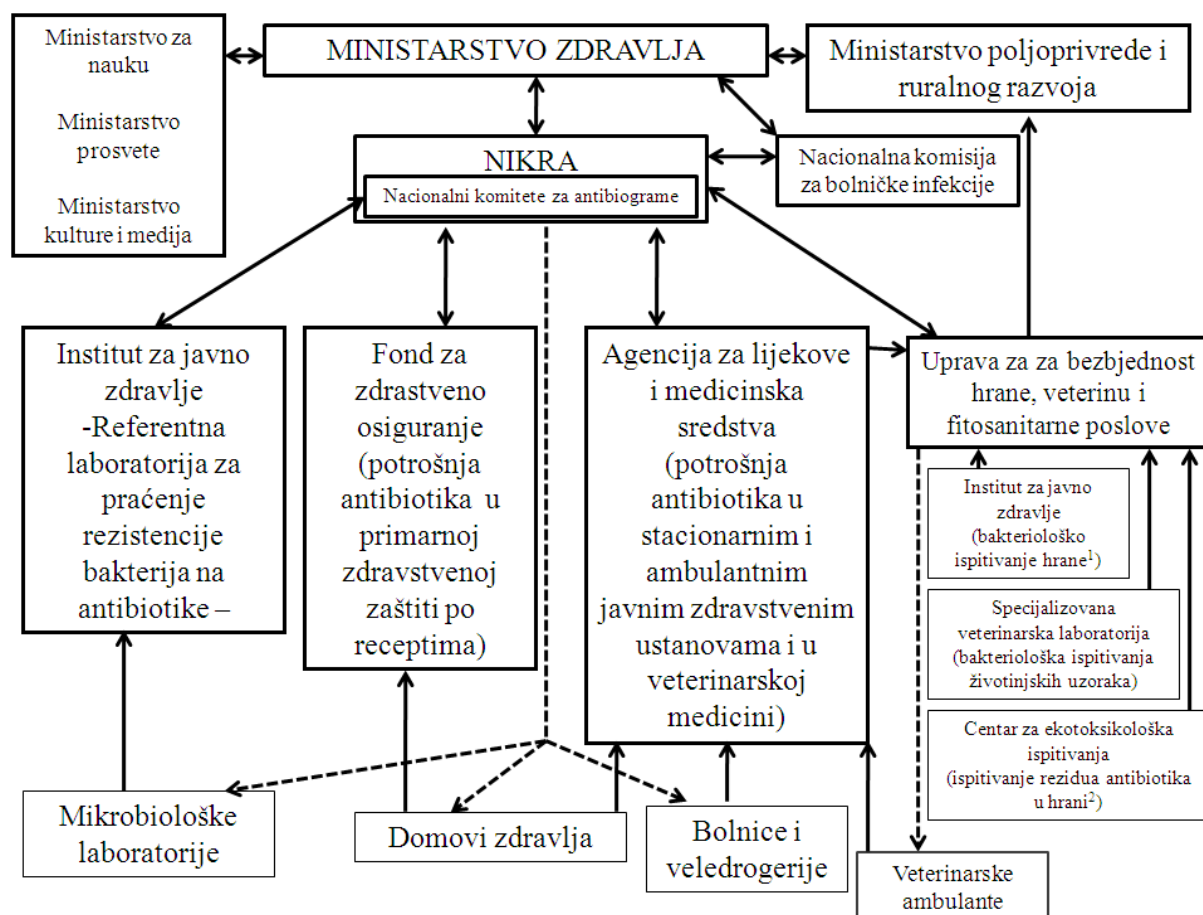 Ministarstvo za
nauku
Ministarstvo
prosvete
Ministarstvo
kulture i medija
MINISTARSTVO ZDRAVLJA
Ministarstvo poljoprivrede i
ruralnog razvoja
NIKRA
Nacionalni komitete za antibiograme
Nacionalna komisija
za bolničke infekcije
Institut za javno
zdravlje
-Referentna
laboratorija za
praćenje
rezistencije
bakterija na
antibiotike –
Fond za
zdrastveno
osiguranje
(potrošnja
antibiotika u
primarnoj
zdravstvenoj
zaštiti po
receptima)
Agencija za lijekove
i medicinska
sredstva
(potrošnja
antibiotika u
stacionarnim i
ambulantnim
javnim zdravstvenim
ustanovama i u
veterinarskoj
medicini)
Uprava za za bezbjednost
hrane, veterinu i
fitosanitarne poslove
Institut za javno
zdravlje
(bakteriološko
ispitivanje hrane¹)
Specijalizovana
veterinarska laboratorija
(bakteriološka ispitivanja
životinjskih uzoraka)
Centar za ekotoksikološka
ispitivanja
(ispitivanje rezidua antibiotika
u hrani²)
Mikrobiološke
laboratorije
Domovi zdravlja
Bolnice i
veledrogerije
Veterinarske
ambulante